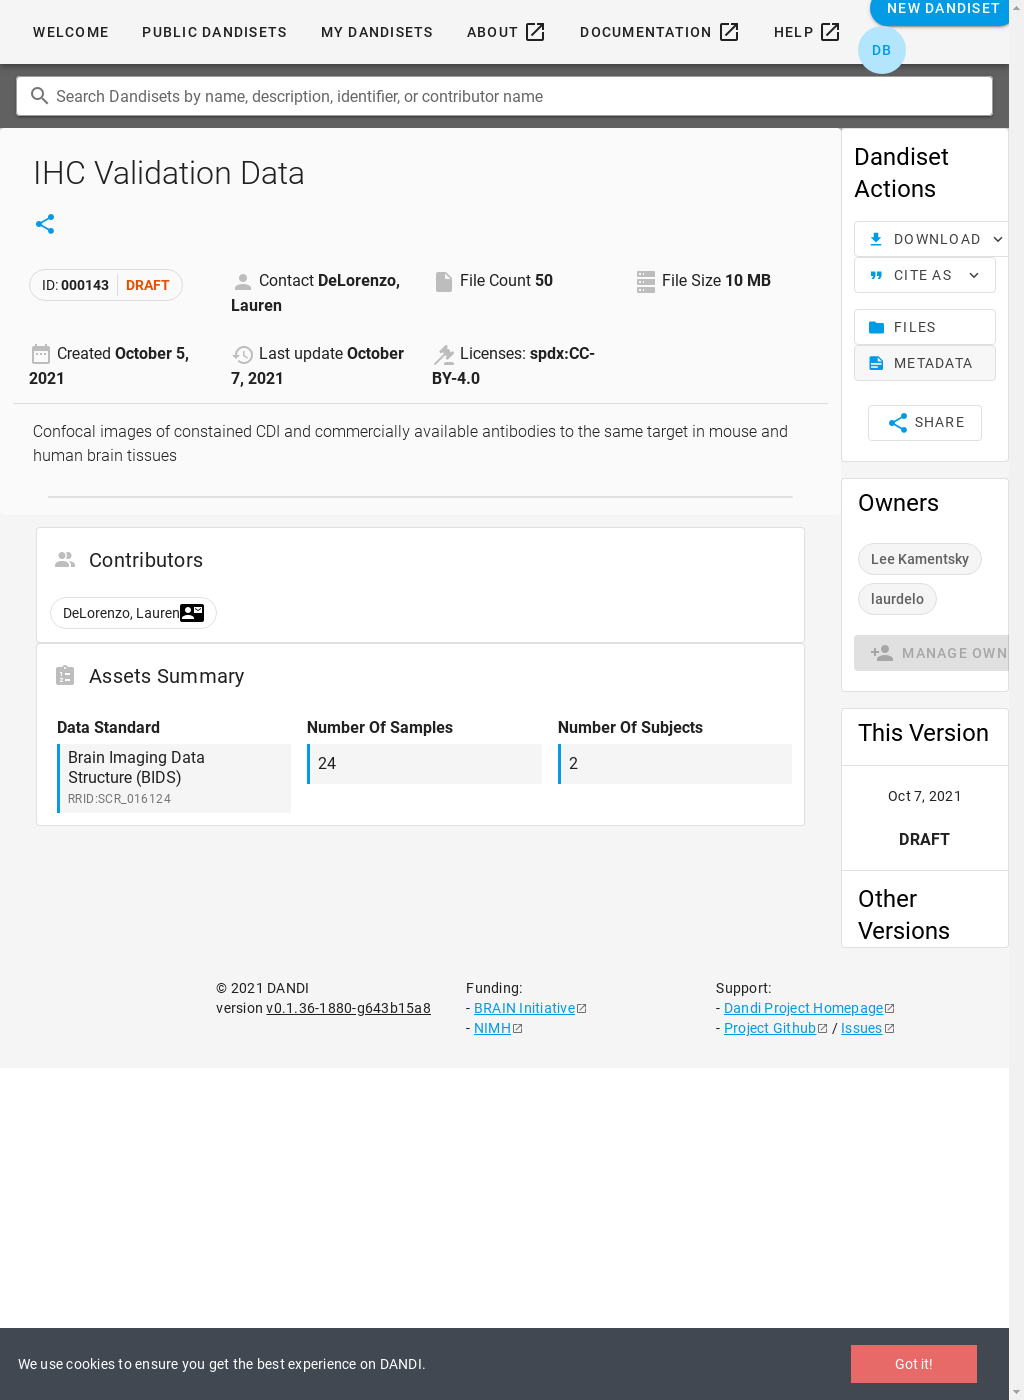 NEW DANDISET
WELCOME PUBLIC DANDISETS MY DANDISETS ABOUT DOCUMENTATION HELP
DB
Search Dandisets by name, description, identifier, or contributor name
IHC Validation Data
ID: 000143 DRAFT
Contact DeLorenzo, Lauren
File Count 50
File Size 10 MB
Created October 5, 2021
Last update October 7, 2021
Licenses: spdx:CC-BY-4.0
Confocal images of constained CDI and commercially available antibodies to the same target in mouse and
human brain tissues
Contributors
DeLorenzo, Lauren
Assets Summary
Data Standard
Brain Imaging Data
Structure (BIDS)
RRID:SCR_016124
Number Of Samples
24
Number Of Subjects
2
Dandiset
Actions
DOWNLOAD
CITE AS
FILES
METADATA
SHARE
Owners
Lee Kamentsky
laurdelo
MANAGE OWN
This Version
Oct 7, 2021
DRAFT
Other
Versions
© 2021 DANDI
version v0.1.36-1880-g643b15a8
Funding:
- BRAIN Initiative
- NIMH
Support:
- Dandi Project Homepage
- Project Github / Issues
We use cookies to ensure you get the best experience on DANDI.
Got it!